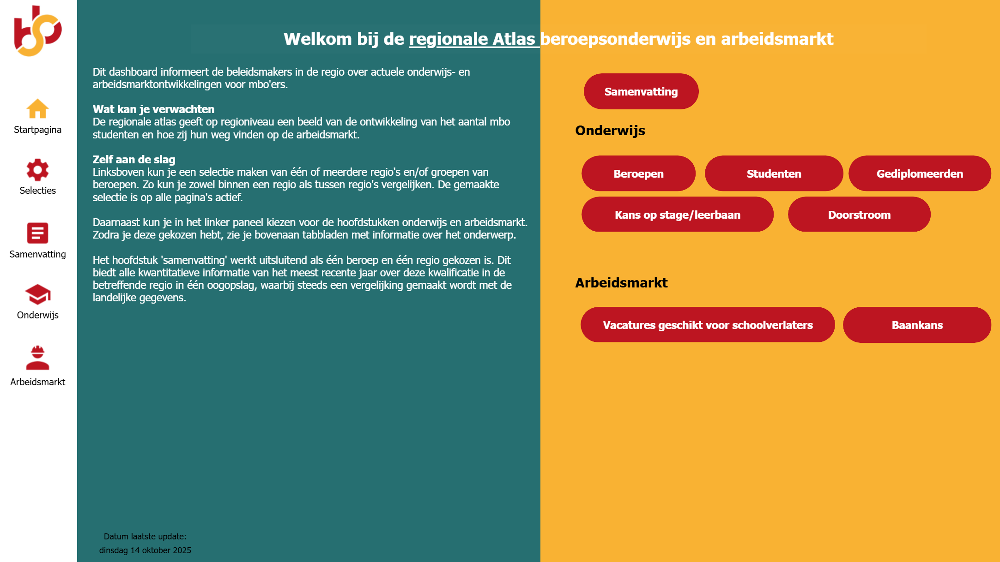 Welkom bij de regionale Atlas beroepsonderwijs en arbeidsmarkt
Startpagina
Selecties
Samenvatting
Onderwijs
Arbeidsmarkt
Dit dashboard informeert de beleidsmakers in de regio over actuele onderwijs- en
arbeidsmarktontwikkelingen voor mbo'ers.
Wat kan je verwachten
De regionale atlas geeft op regioniveau een beeld van de ontwikkeling van het aantal mbo
studenten en hoe zij hun weg vinden op de arbeidsmarkt.
Zelf aan de slag
Linksboven kun je een selectie maken van één of meerdere regio's en/of groepen van
beroepen. Zo kun je zowel binnen een regio als tussen regio's vergelijken. De gemaakte
selectie is op alle pagina's actief.
Daarnaast kun je in het linker paneel kiezen voor de hoofdstukken onderwijs en arbeidsmarkt.
Zodra je deze gekozen hebt, zie je bovenaan tabbladen met informatie over het onderwerp.
Het hoofdstuk 'samenvatting' werkt uitsluitend als één beroep en één regio gekozen is. Dit
biedt alle kwantitatieve informatie van het meest recente jaar over deze kwalificatie in de
betreffende regio in één oogopslag, waarbij steeds een vergelijking gemaakt wordt met de
landelijke gegevens.
Datum laatste update:
dinsdag 14 oktober 2025
Samenvatting
Onderwijs
Beroepen
Studenten
Gediplomeerden
Kans op stage/leerbaan
Doorstroom
Arbeidsmarkt
Vacatures geschikt voor schoolverlaters
Baankans